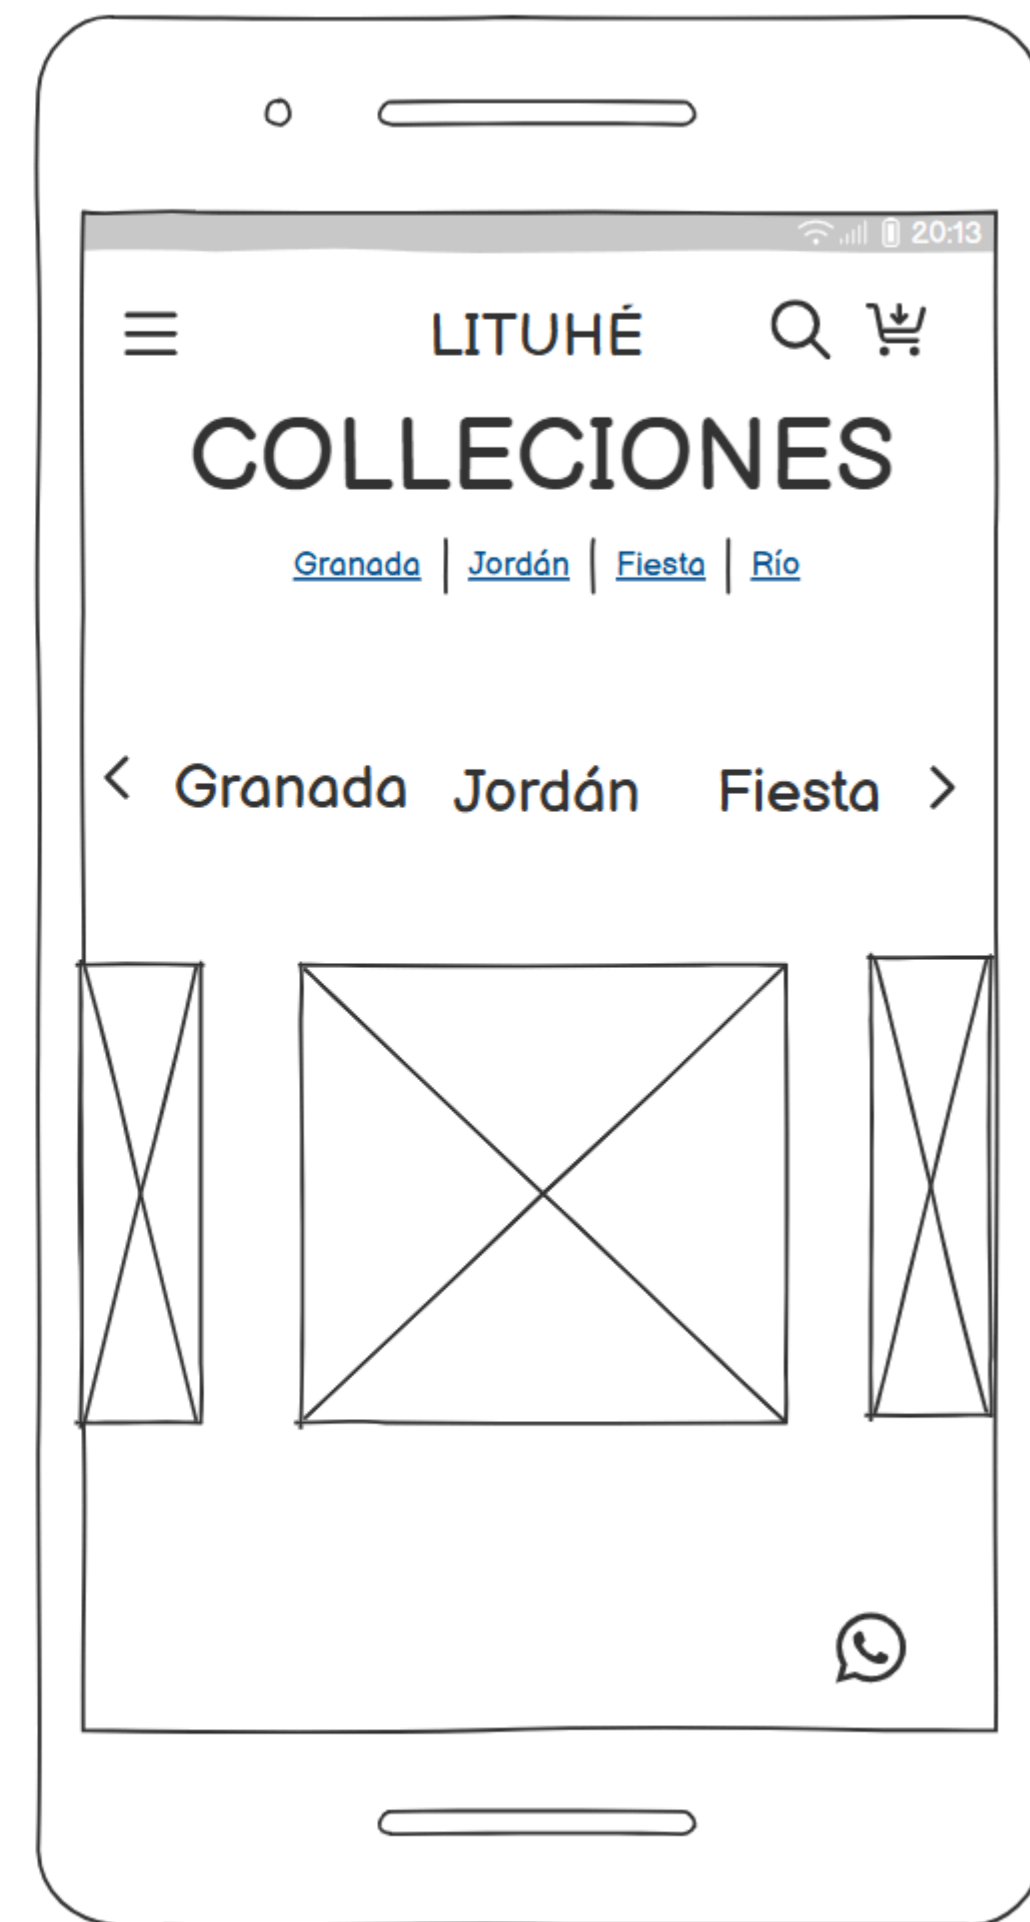 20:13
LITUHÉ
COLLECIONES
Granada | Jordán | Fiesta | Río
< Granada Jordán Fiesta >